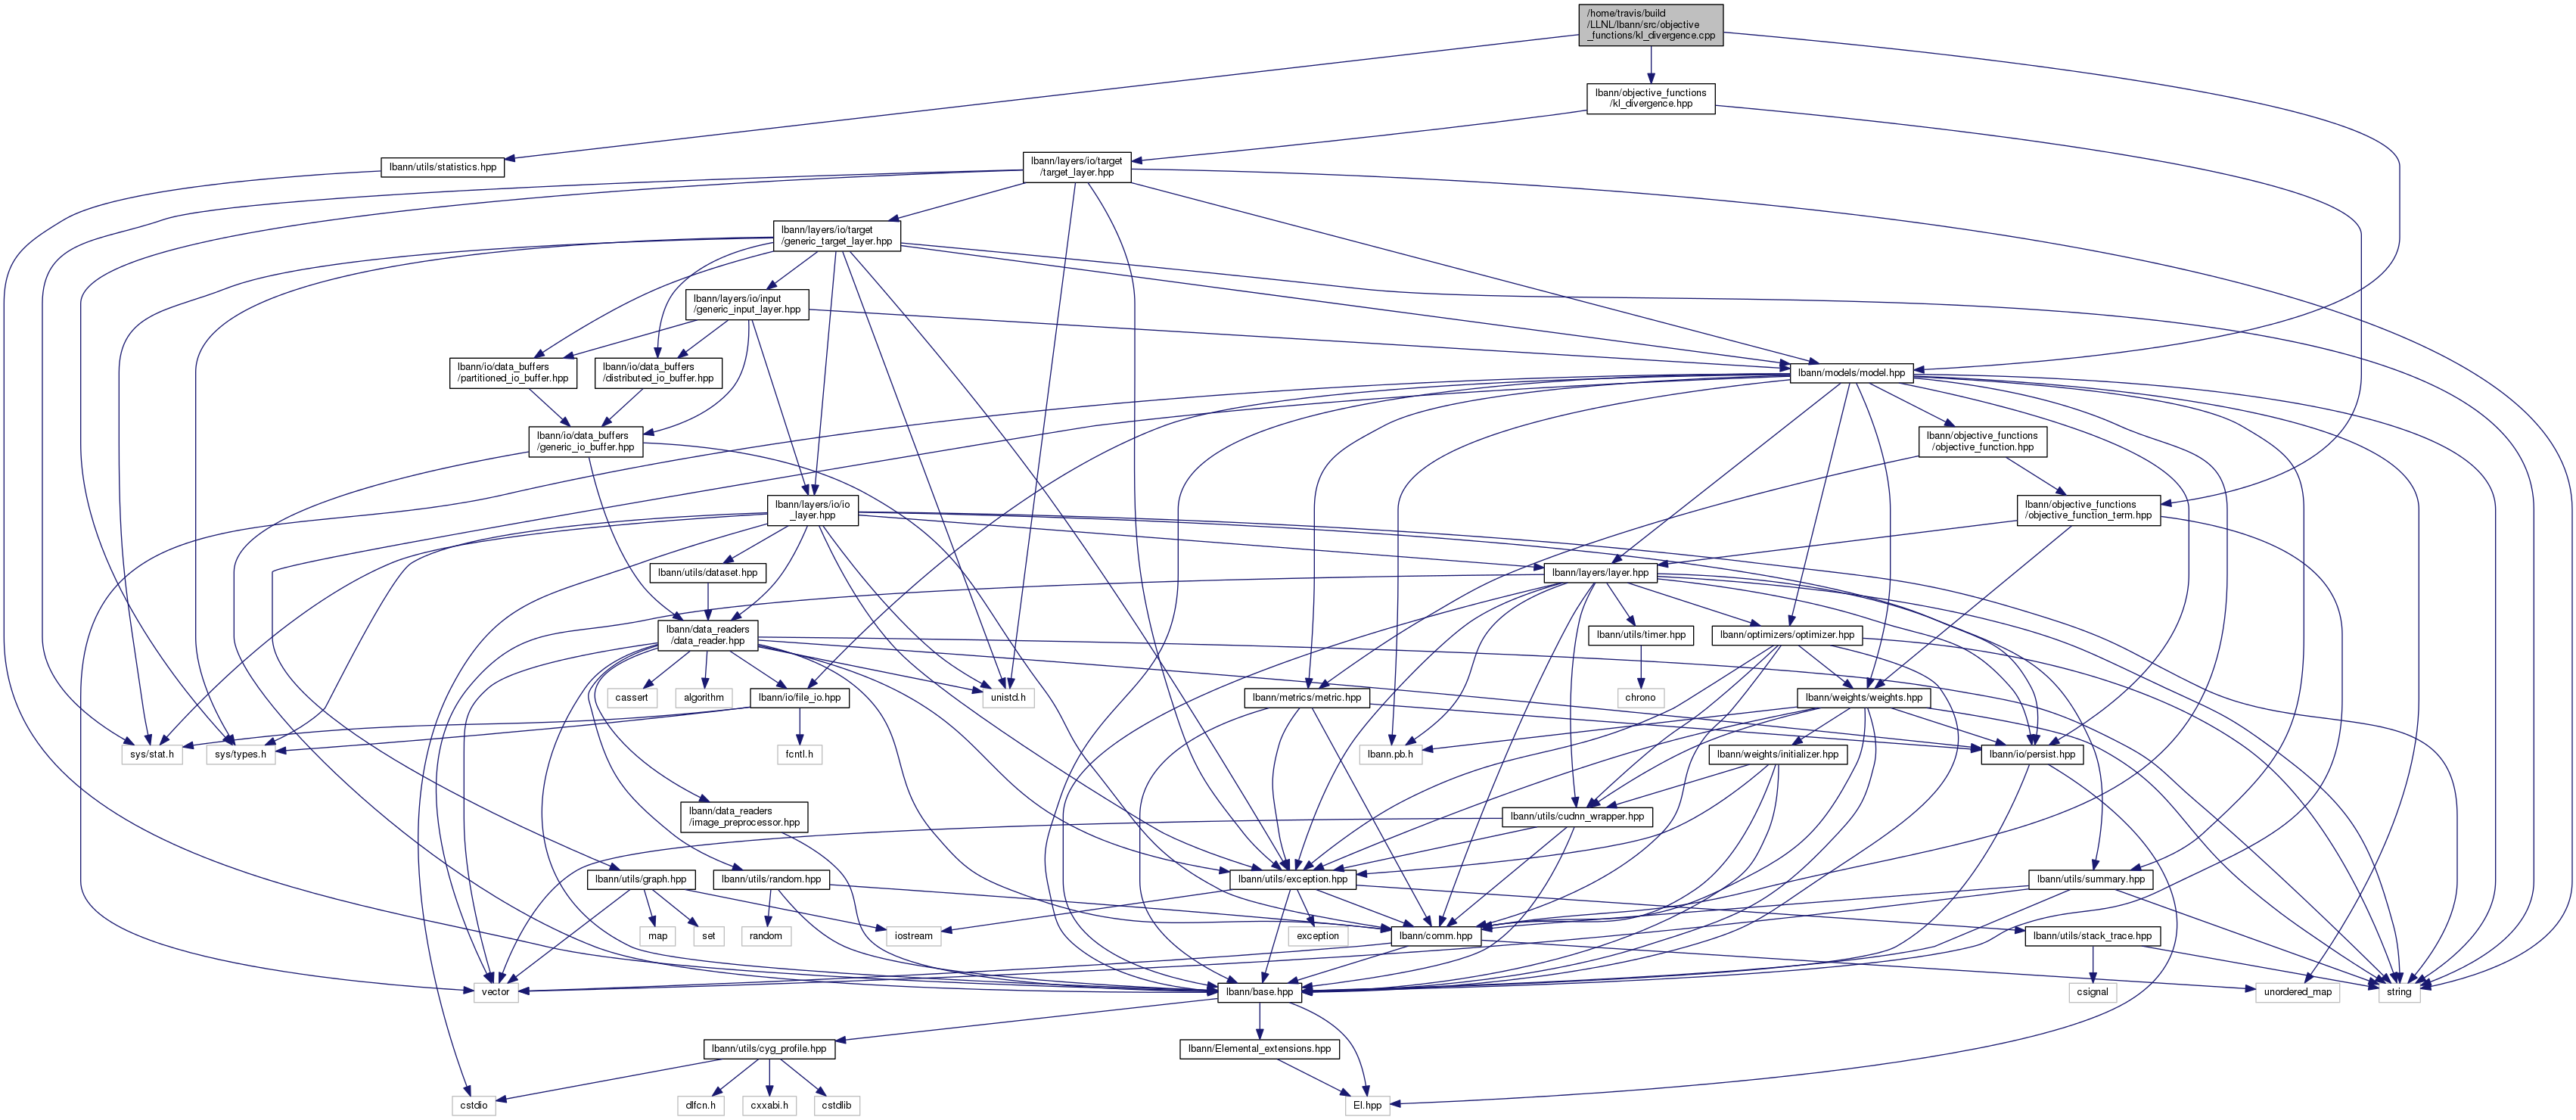 /home/travis/build
/LLNL/lbann/src/objective
_functions/kl_divergence.cpp
lbann/objective_functions
/kl_divergence.hpp
lbann/utils/statistics.hpp
lbann/layers/io/target
/target_layer.hpp
lbann/layers/io/target
/generic_target_layer.hpp
lbann/layers/io/input
/generic_input_layer.hpp
lbann/io/data_buffers
/partitioned_io_buffer.hpp
lbann/io/data_buffers
/distributed_io_buffer.hpp
lbann/models/model.hpp
lbann/io/data_buffers
/generic_io_buffer.hpp
lbann/objective_functions
/objective_function.hpp
lbann/layers/io/io
_layer.hpp
lbann/objective_functions
/objective_function_term.hpp
lbann/utils/dataset.hpp
lbann/layers/layer.hpp
lbann/data_readers
/data_reader.hpp
lbann/utils/timer.hpp
lbann/optimizers/optimizer.hpp
cassert
algorithm
lbann/io/file_io.hpp
unistd.h
lbann/metrics/metric.hpp
chrono
lbann/weights/weights.hpp
sys/stat.h
sys/types.h
fcntl.h
lbann.pb.h
lbann/weights/initializer.hpp
lbann/io/persist.hpp
lbann/data_readers
/image_preprocessor.hpp
lbann/utils/cudnn_wrapper.hpp
lbann/utils/graph.hpp
lbann/utils/random.hpp
lbann/utils/exception.hpp
lbann/utils/summary.hpp
map
set
random
iostream
exception
lbann/comm.hpp
lbann/utils/stack_trace.hpp
vector
lbann/base.hpp
csignal
unordered_map
string
lbann/utils/cyg_profile.hpp
lbann/Elemental_extensions.hpp
cstdio
dlfcn.h
cxxabi.h
cstdlib
El.hpp